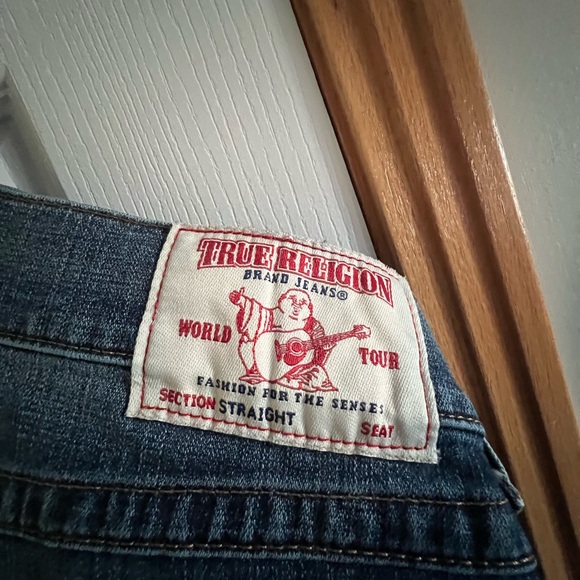 TRUE RELIGION
BRAND JEANS®
WORLD TOUR
FASHION FOR THE SENSES
SECTION STRAIGHT SEAT